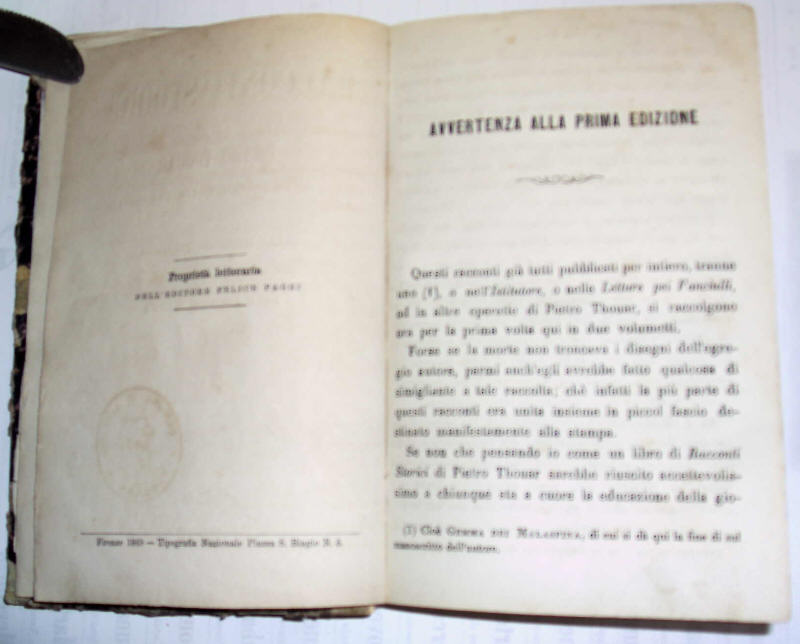 Proprietà letteraria
DELL'EDITORE FELICE PAGGI
Firenze — Tipografia Nazionale Piazza S. Biagio N. 3.
AVVERTENZA ALLA PRIMA EDIZIONE
Questi racconti già tutti pubblicati per intiero, tranne
uno (1), o nell'Istitutore, o nelle Letture pei Fanciulli,
ed in altre operette di Pietro Thouar, si raccolgono
ora per la prima volta qui in due volumetti.
Forse se la morte non troncava i disegni dell'egre-
gio autore, parmi anch'egli avrebbe fatto qualcosa di
simigliante a tale raccolta; chè infatti la più parte di
questi racconti era unita insieme in piccol fascio de-
stinato manifestamente alla stampa.
Se non che pensando io come un libro di Racconti
Storici di Pietro Thouar sarebbe riuscito accettevolis-
simo a chiunque sta a cuore la educazione della gio-
(1) Cioè GEMMA DEI MALASPINA, di cui si dà qui la fine di sul
manoscritto dell'autore.